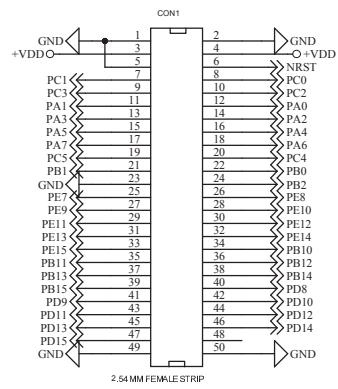 CON1
GND 1 2 GND
+VDD 3 4 +VDD
5 6 NRST
PC1 7 8 PC0
PC3 9 10 PC2
PA1 11 12 PA0
PA3 13 14 PA2
PA5 15 16 PA4
PA7 17 18 PA6
PC5 19 20 PC4
PB1 21 22 PB0
GND 23 24 PB2
PE7 25 26 PE8
PE9 27 28 PE10
PE11 29 30 PE12
PE13 31 32 PE14
PE15 33 34 PB10
PB11 35 36 PB12
PB13 37 38 PB14
PB15 39 40 PD8
PD9 41 42 PD10
PD11 43 44 PD12
PD13 45 46 PD14
PD15 47 48
GND 49 50 GND
2.54 MM FEMALE STRIP